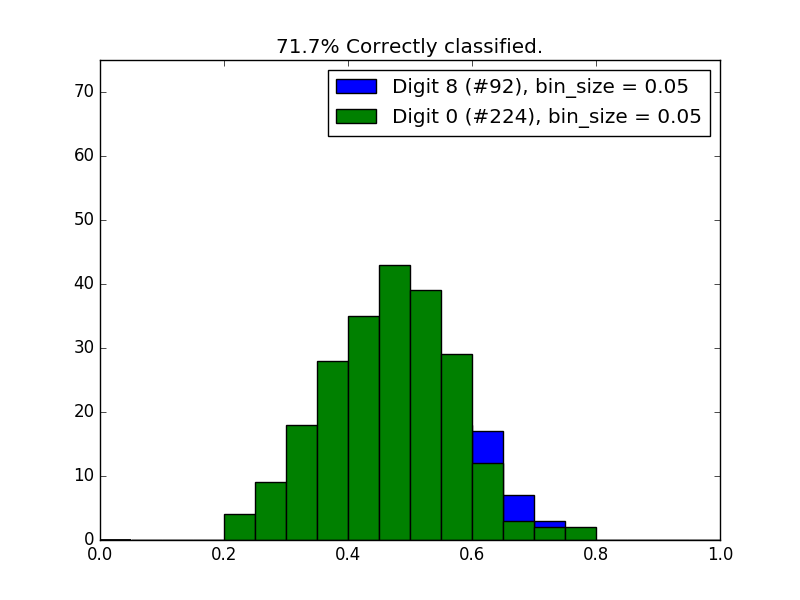 71.7% Correctly classified.
Digit 8 (#92), bin_size = 0.05
Digit 0 (#224), bin_size = 0.05
70
60
50
40
30
20
10
0
0.0 0.2 0.4 0.6 0.8 1.0